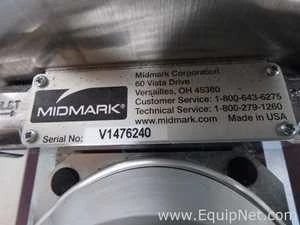 Midmark Corporation
60 Vista Drive
Versailles, OH 45380
Customer Service: 1-800-643-6275
Technical Service: 1-800-279-1260
www.midmark.com Made in USA
MIDMARK®
Serial No: V1476240
www.EquipNet.com